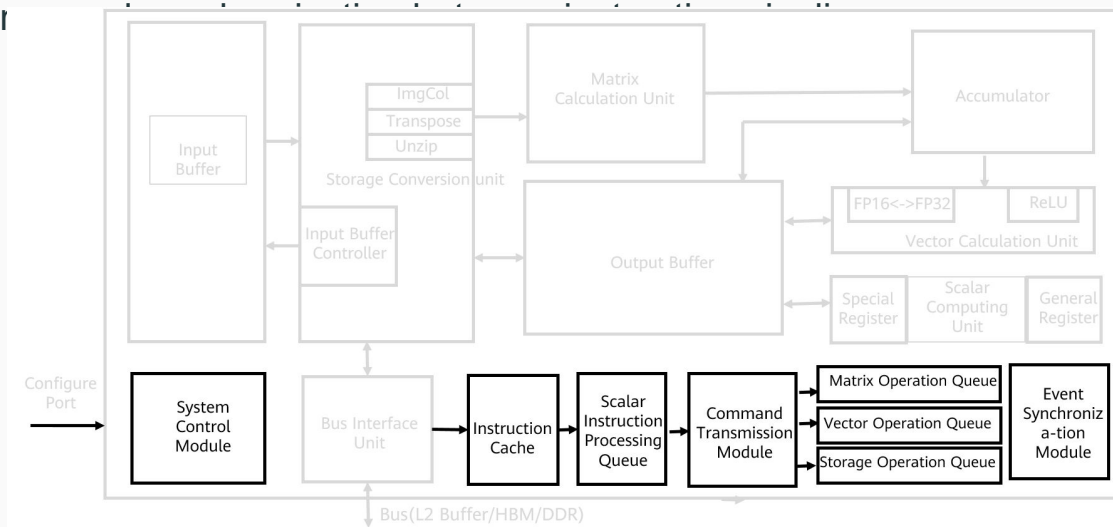 ImgCol
Transpose
Unzip
Input
Buffer
Storage Conversion unit
Input Buffer
Controller
Matrix
Calculation Unit
Accumulator
Output Buffer
FP16<->FP32
ReLU
Vector Calculation Unit
Special
Register
Scalar
Computing
Unit
General
Register
Configure
Port
System
Control
Module
Bus Interface
Unit
Instruction
Cache
Scalar
Instruction
Processing
Queue
Command
Transmission
Module
Matrix Operation Queue
Vector Operation Queue
Storage Operation Queue
Event
Synchroniz
a-tion
Module
Bus(L2 Buffer/HBM/DDR)